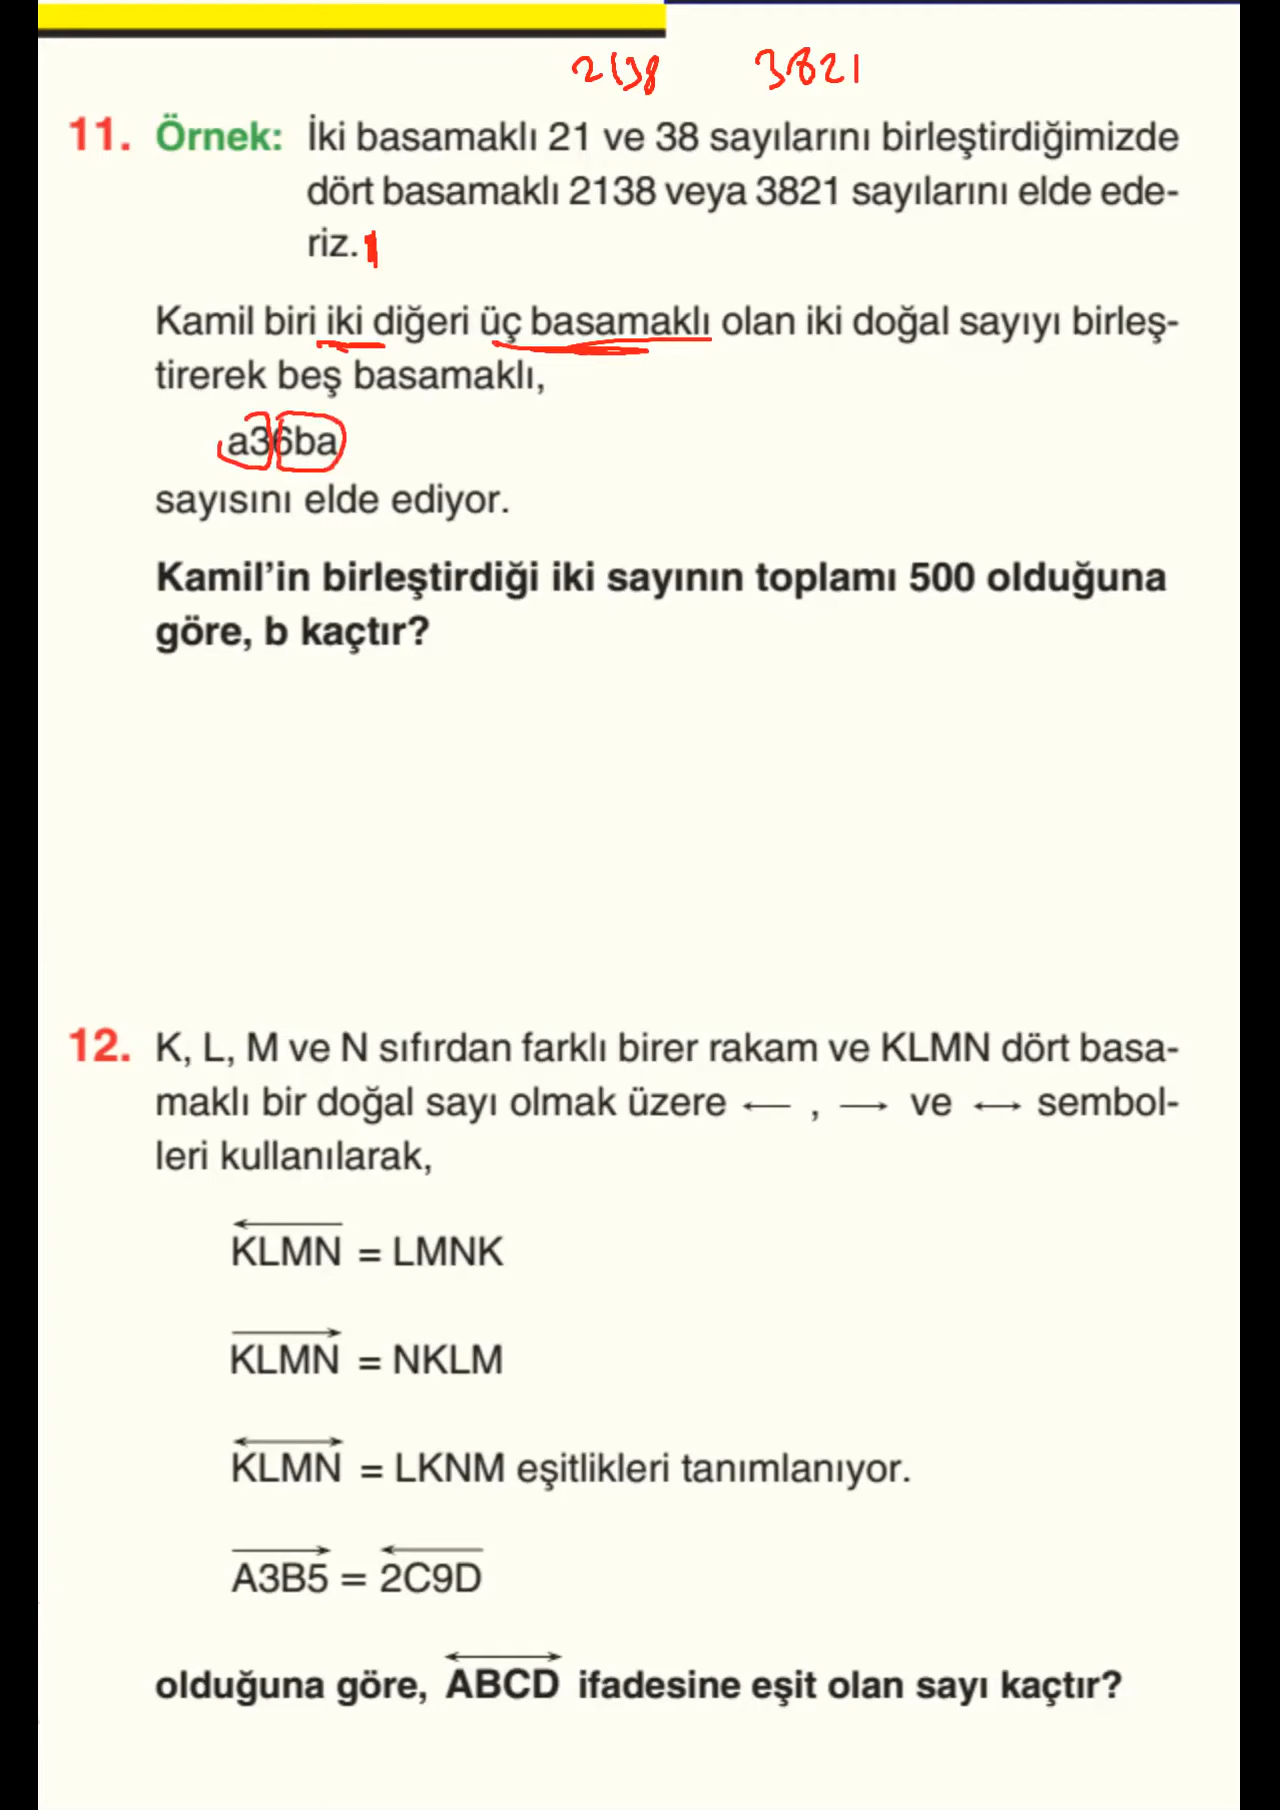 2138 3821
11. Örnek: İki basamaklı 21 ve 38 sayılarını birleştirdiğimizde
dört basamaklı 2138 veya 3821 sayılarını elde ede-
riz.
Kamil biri iki diğeri üç basamaklı olan iki doğal sayıyı birleş-
tirerek beş basamaklı,
a36ba
sayısını elde ediyor.
Kamil’in birleştirdiği iki sayının toplamı 500 olduğuna
göre, b kaçtır?
12. K, L, M ve N sıfırdan farklı birer rakam ve KLMN dört basa-
maklı bir doğal sayı olmak üzere ← , → ve ↔ sembol-
leri kullanılarak,
KLMN = LMNK
KLMN = NKLM
KLMN = LKNM eşitlikleri tanımlanıyor.
A3B5 = 2C9D
olduğuna göre, ABCD ifadesine eşit olan sayı kaçtır?